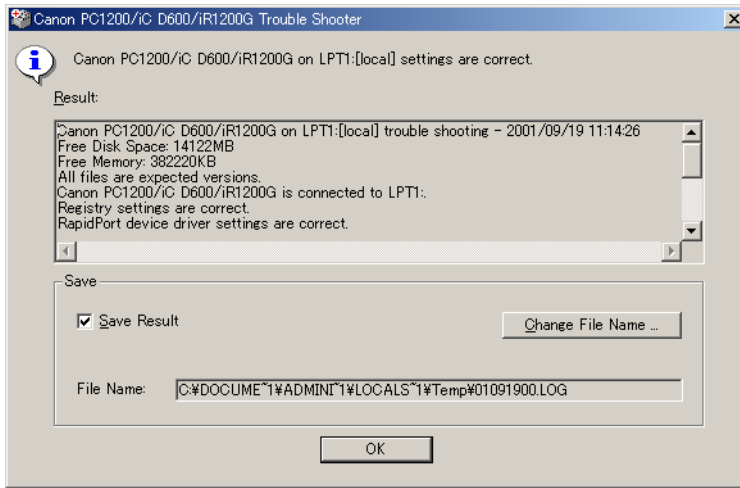 Canon PC1200/iC D600/iR1200G Trouble Shooter
Canon PC1200/iC D600/iR1200G on LPT1:[local] settings are correct.
Result:
Canon PC1200/iC D600/iR1200G on LPT1:[local] trouble shooting - 2001/09/19 11:14:26
Free Disk Space: 14122MB
Free Memory: 382220KB
All files are expected versions.
Canon PC1200/iC D600/iR1200G is connected to LPT1:.
Registry settings are correct.
RapidPort device driver settings are correct.
Save
Save Result
Change File Name ...
File Name:
C:¥DOCUME~1¥ADMINI~1¥LOCALS~1¥Temp¥01091900.LOG
OK